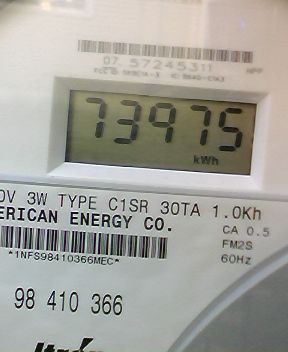 07 57245311
73975
kWh
0V 3W TYPE C1SR 30TA 1.0Kh
ERICAN ENERGY CO.
CA 0.5
FM2S
*1NFS98410366MEC*
60Hz
98 410 366
Itrón